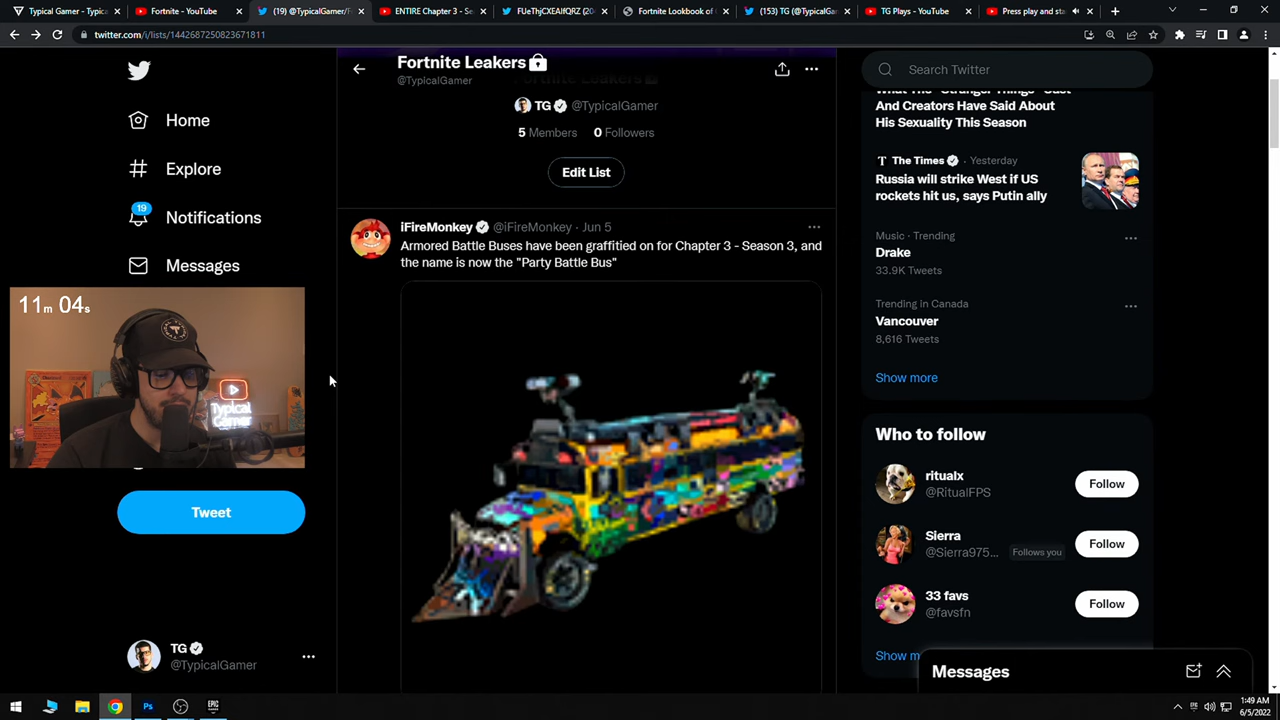 Typical Gamer - Typic
Fortnite - YouTube
(19) @TypicalGamer/F
ENTIRE Chapter 3 - Se
FUeThjCXEAIfQRZ (204
Fortnite Lookbook of
(153) TG (@TypicalGa
TG Plays - YouTube
Press play and sta
twitter.com/i/lists/1442687250823671811
Fortnite Leakers
@TypicalGamer
TG @TypicalGamer
5 Members 0 Followers
Edit List
Home
Explore
19
Notifications
Messages
11m 04s
Typical
Gamer
Tweet
TG
@TypicalGamer
iFireMonkey @iFireMonkey · Jun 5
Armored Battle Buses have been graffitied on for Chapter 3 - Season 3, and
the name is now the "Party Battle Bus"
Search Twitter
What The "Stranger Things" Cast
And Creators Have Said About
His Sexuality This Season
The Times · Yesterday
Russia will strike West if US
rockets hit us, says Putin ally
Music · Trending
Drake
33.9K Tweets
Trending in Canada
Vancouver
8,616 Tweets
Show more
Who to follow
ritualx
@RitualFPS
Follow
Sierra
@Sierra975... Follows you
Follow
33 favs
@favsfn
Follow
Show m
Messages
1:49 AM
6/5/2022